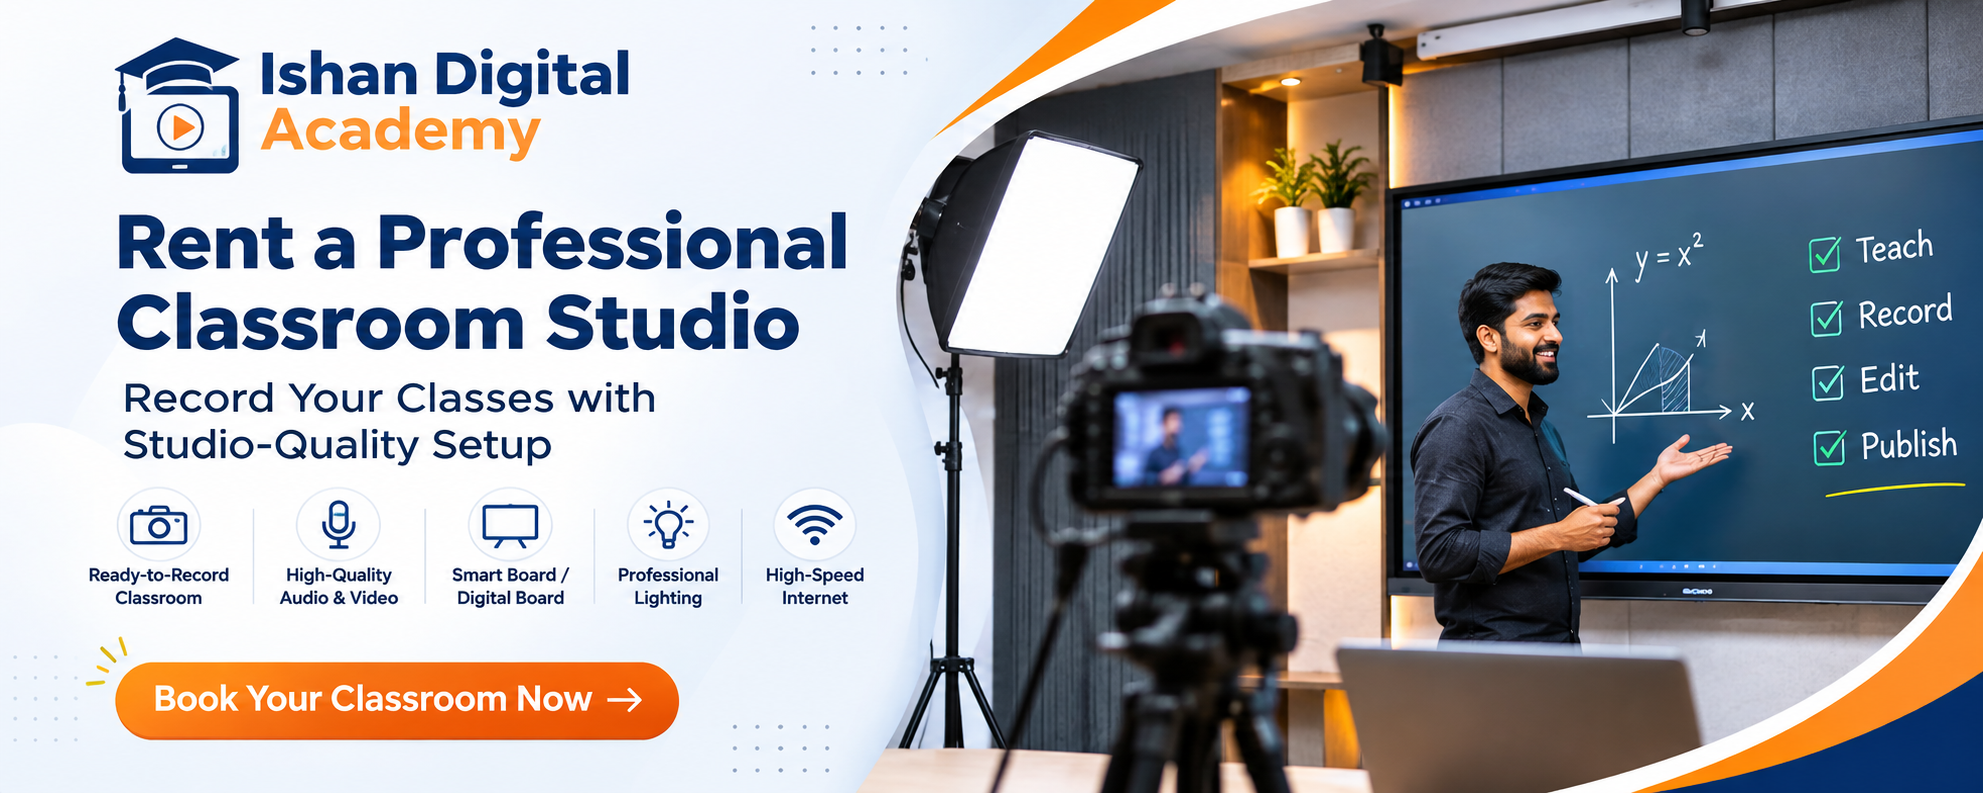 Ishan Digital
Academy
Rent a Professional
Classroom Studio
Record Your Classes with
Studio-Quality Setup
Ready-to-Record
Classroom
High-Quality
Audio & Video
Smart Board /
Digital Board
Professional
Lighting
High-Speed
Internet
Book Your Classroom Now →
y = x²
x
Teach
Record
Edit
Publish